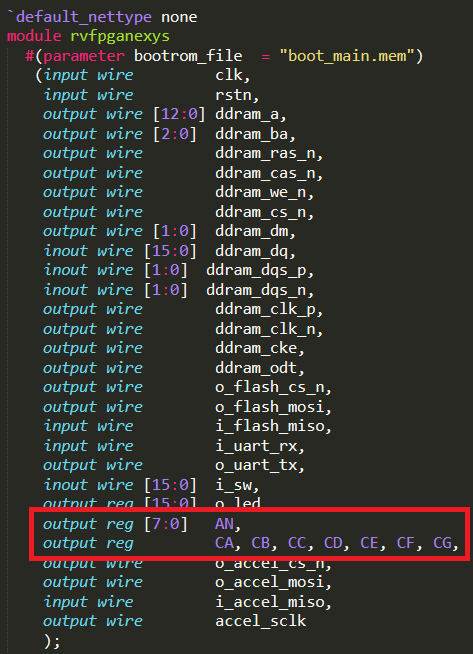 `default_nettype none
module rvfpganexys
#(parameter bootrom_file = "boot_main.mem")
(input wire clk,
input wire rstn,
output wire [12:0] ddram_a,
output wire [2:0] ddram_ba,
output wire ddram_ras_n,
output wire ddram_cas_n,
output wire ddram_we_n,
output wire ddram_cs_n,
output wire [1:0] ddram_dm,
inout wire [15:0] ddram_dq,
inout wire [1:0] ddram_dqs_p,
inout wire [1:0] ddram_dqs_n,
output wire ddram_clk_p,
output wire ddram_clk_n,
output wire ddram_cke,
output wire ddram_odt,
output wire o_flash_cs_n,
output wire o_flash_mosi,
input wire i_flash_miso,
input wire i_uart_rx,
output wire o_uart_tx,
inout wire [15:0] i_sw,
output reg [15:0] o_led
output reg [7:0] AN,
output reg CA, CB, CC, CD, CE, CF, CG,
output wire o_accel_cs_n,
output wire o_accel_mosi,
input wire i_accel_miso,
output wire accel_sclk
);